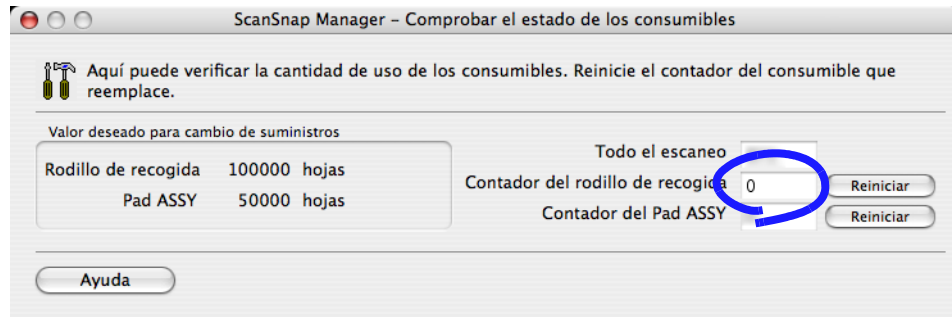 ScanSnap Manager – Comprobar el estado de los consumibles
Aquí puede verificar la cantidad de uso de los consumibles. Reinicie el contador del consumible que
reemplace.
Valor deseado para cambio de suministros
Rodillo de recogida 100000 hojas
Pad ASSY 50000 hojas
Todo el escaneo
Contador del rodillo de recogida 0 Reiniciar
Contador del Pad ASSY Reiniciar
Ayuda